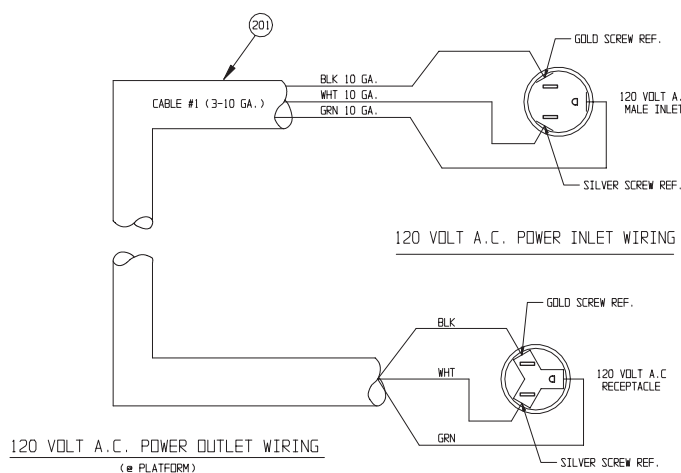 201
GOLD SCREW REF.
BLK 10 GA.
CABLE #1 (3-10 GA.)
WHT 10 GA.
GRN 10 GA.
120 VOLT A.
MALE INLET
SILVER SCREW REF.
120 VOLT A.C. POWER INLET WIRING
GOLD SCREW REF.
BLK
WHT
120 VOLT A.C
RECEPTACLE
GRN
120 VOLT A.C. POWER OUTLET WIRING
(@ PLATFORM)
SILVER SCREW REF.